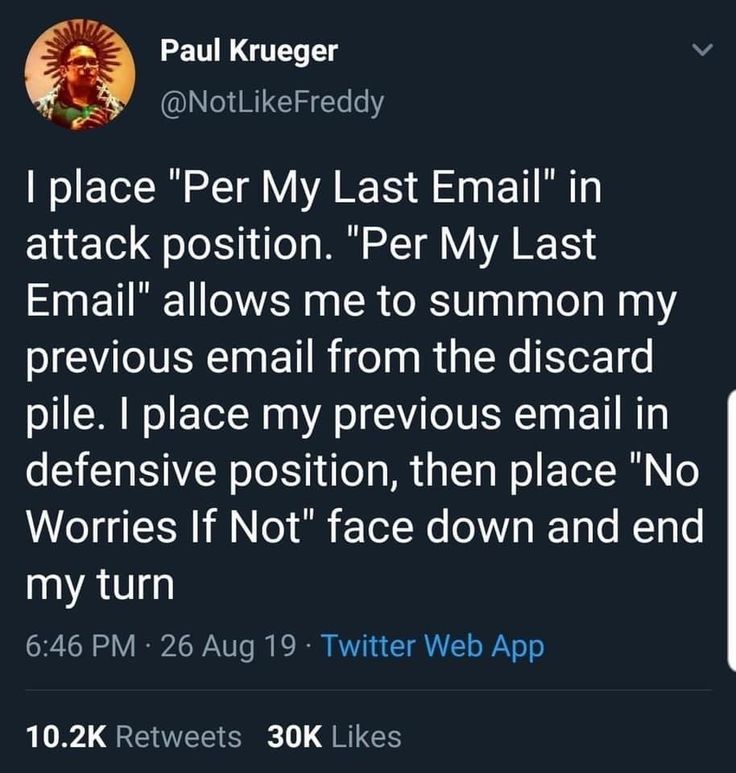 Paul Krueger
@NotLikeFreddy
I place "Per My Last Email" in
attack position. "Per My Last
Email" allows me to summon my
previous email from the discard
pile. I place my previous email in
defensive position, then place "No
Worries If Not" face down and end
my turn
6:46 PM · 26 Aug 19 · Twitter Web App
10.2K Retweets 30K Likes